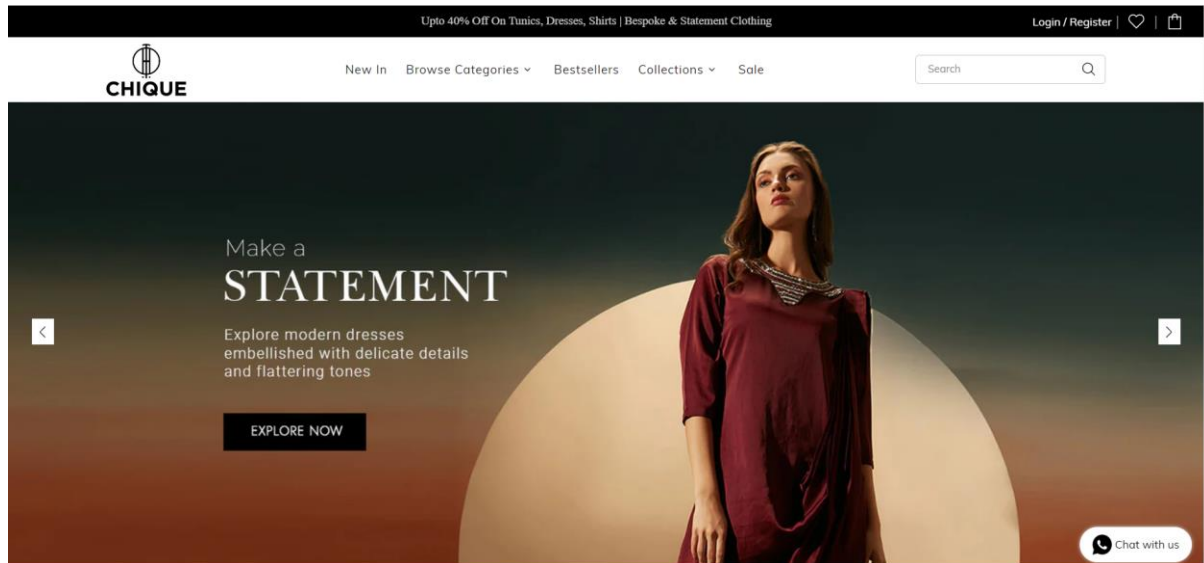 Upto 40% Off On Tunics, Dresses, Shirts | Bespoke & Statement Clothing
Login / Register |
|
CHIQUE
New In Browse Categories Bestsellers Collections Sale
Search
Make a
STATEMENT
Explore modern dresses
embellished with delicate details
and flattering tones
EXPLORE NOW
Chat with us